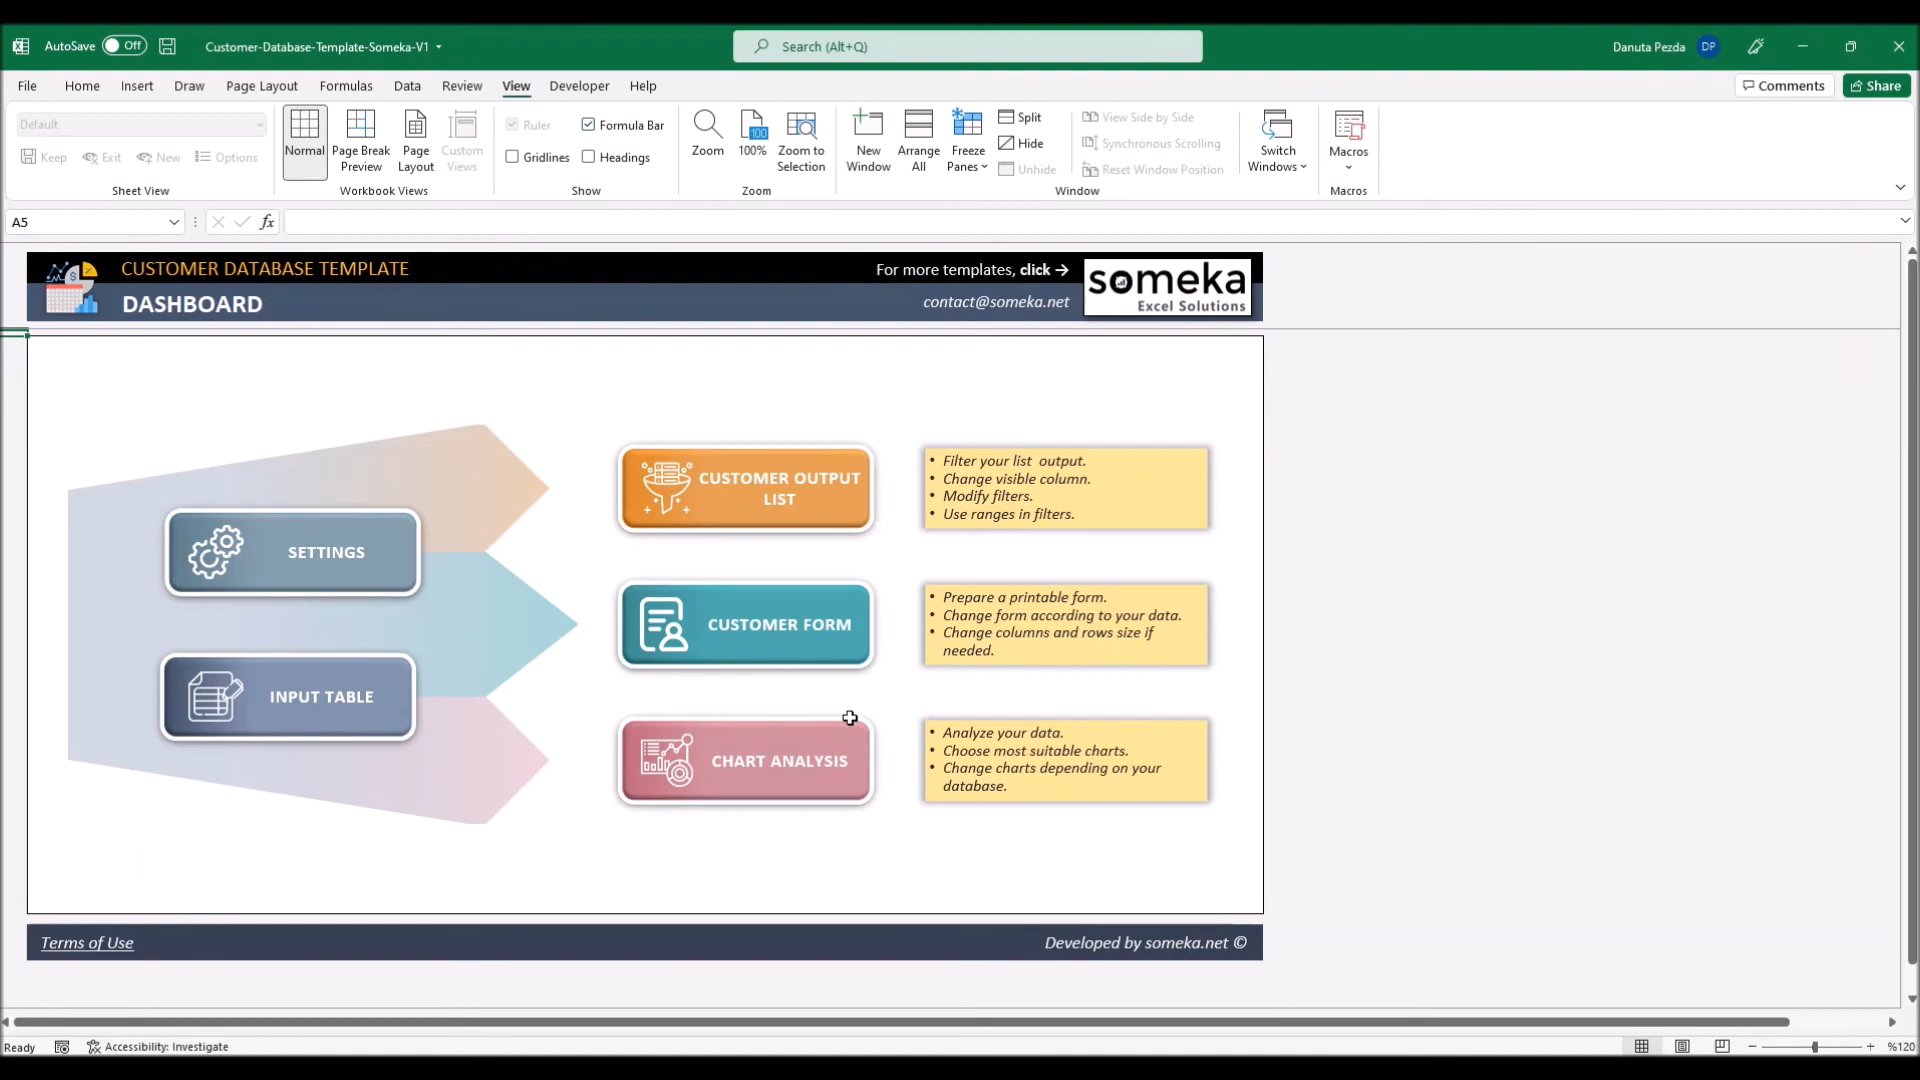 AutoSave Off Customer-Database-Template-Someka-V1 Search (Alt+Q) Danuta Pezda DP
File Home Insert Draw Page Layout Formulas Data Review View Developer Help Comments Share
Default
Keep Exit New Options
Sheet View
Normal
Page Break Preview
Page Layout
Custom Views
Workbook Views
Ruler
Formula Bar
Gridlines
Headings
Show
Zoom
100
100%
Zoom to Selection
Zoom
New Window
Arrange All
Freeze Panes
Split
Hide
Unhide
View Side by Side
Synchronous Scrolling
Reset Window Position
Window
Switch Windows
Macros
Macros
A5
fx
CUSTOMER DATABASE TEMPLATE
DASHBOARD
For more templates, click →
contact@someka.net
someka
Excel Solutions
SETTINGS
INPUT TABLE
CUSTOMER OUTPUT
LIST
• Filter your list output.
• Change visible column.
• Modify filters.
• Use ranges in filters.
CUSTOMER FORM
• Prepare a printable form.
• Change form according to your data.
• Change columns and rows size if
needed.
CHART ANALYSIS
• Analyze your data.
• Choose most suitable charts.
• Change charts depending on your
database.
Terms of Use
Developed by someka.net ©
Ready
Accessibility: Investigate
%120